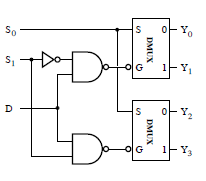 S0 S 0 Y0
S1 DMUX
G 1 Y1
D S 0 Y2
DMUX
G 1 Y3